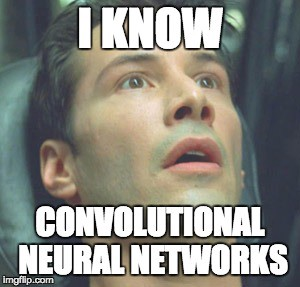 I KNOW
CONVOLUTIONAL
NEURAL NETWORKS
imgflip.com